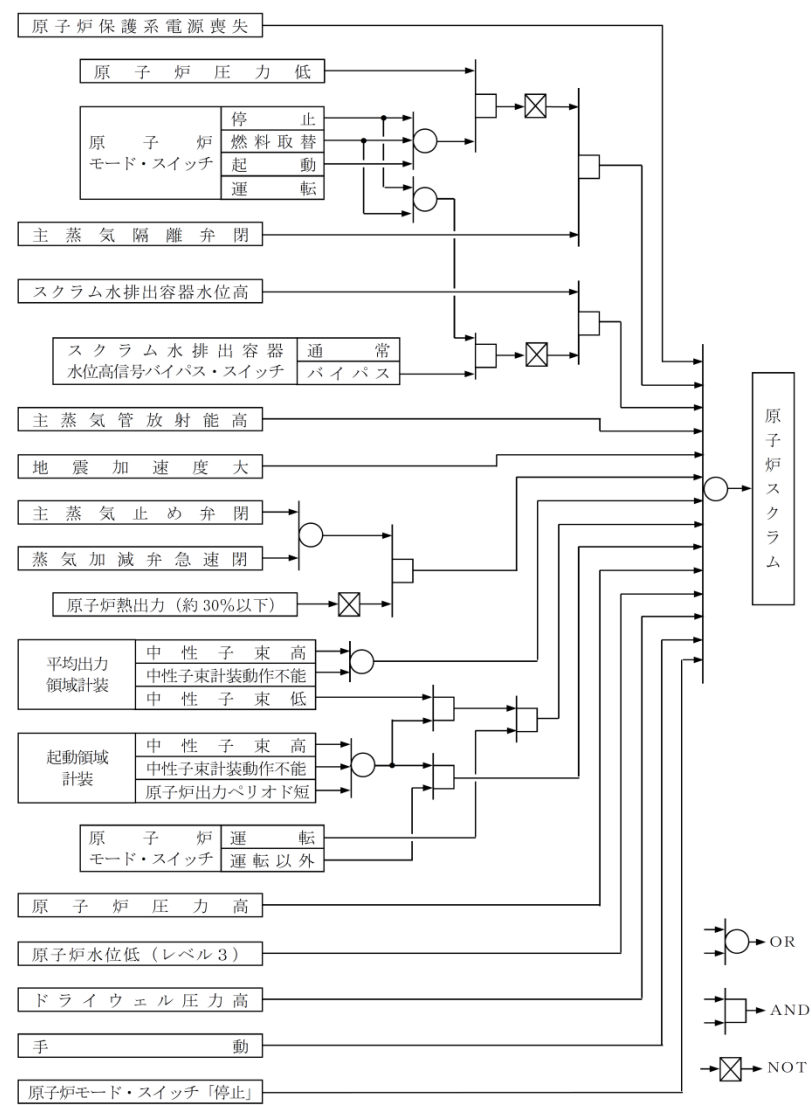 原子炉保護系電源喪失
原子炉圧力低
原子炉
モード・スイッチ
停止
燃料取替
起動
運転
主蒸気隔離弁閉
スクラム水排出容器水位高
スクラム水排出容器
水位高信号バイパス・スイッチ
通常
バイパス
主蒸気管放射能高
地震加速度大
主蒸気止め弁閉
蒸気加減弁急速閉
原子炉熱出力(約30%以下)
平均出力
領域計装
中性子束高
中性子束計装動作不能
中性子束低
起動領域
計装
中性子束高
中性子束計装動作不能
原子炉出力ペリオド短
原子炉
モード・スイッチ
運転
運転以外
原子炉圧力高
原子炉水位低(レベル3)
ドライウェル圧力高
手動
原子炉モード・スイッチ「停止」
原子炉スクラム
OR
AND
NOT